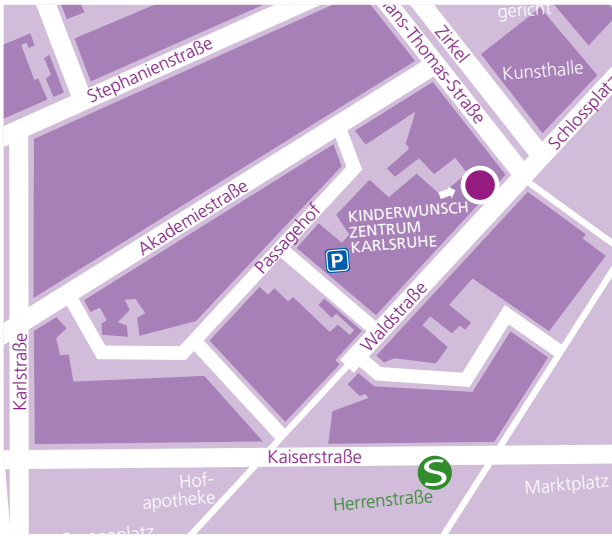 gericht
Zirkel
Kunsthalle
Schlossplatz
Stephanienstraße
ans-Thomas-Straße
Akademiestraße
Passagehof
KINDERWUNSCH
ZENTRUM
KARLSRUHE
P
Waldstraße
Karlstraße
Kaiserstraße
S
Herrenstraße
Hof-
apotheke
Marktplatz